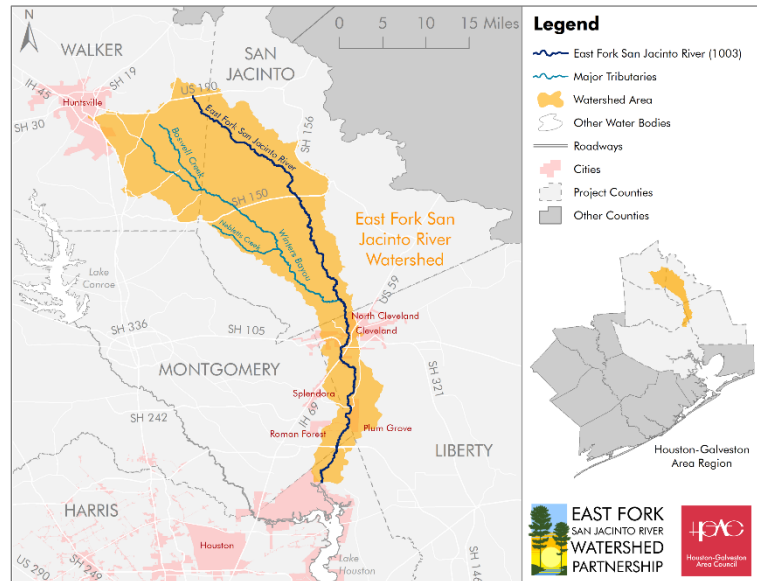 N
0 5 10 15 Miles
WALKER
SAN
JACINTO
SH 19
IH 45
US 190
Huntsville
SH 30
SH 156
East Fork San Jacinto River
Boswell Creek
SH 150
East Fork San
Jacinto River
Watershed
Winters Bayou
Nebletts Creek
Lake
Conroe
US 59
North Cleveland
Cleveland
SH 336
SH 105
MONTGOMERY
SH 321
Splendora
IH 69
SH 242
Roman Forest
Plum Grove
LIBERTY
HARRIS
Houston
Lake
Houston
US 290
SH 249
SH 146
Legend
East Fork San Jacinto River (1003)
Major Tributaries
Watershed Area
Other Water Bodies
Roadways
Cities
Project Counties
Other Counties
Houston-Galveston
Area Region
EAST FORK
SAN JACINTO RIVER
WATERSHED
PARTNERSHIP
Houston-Galveston
Area Council